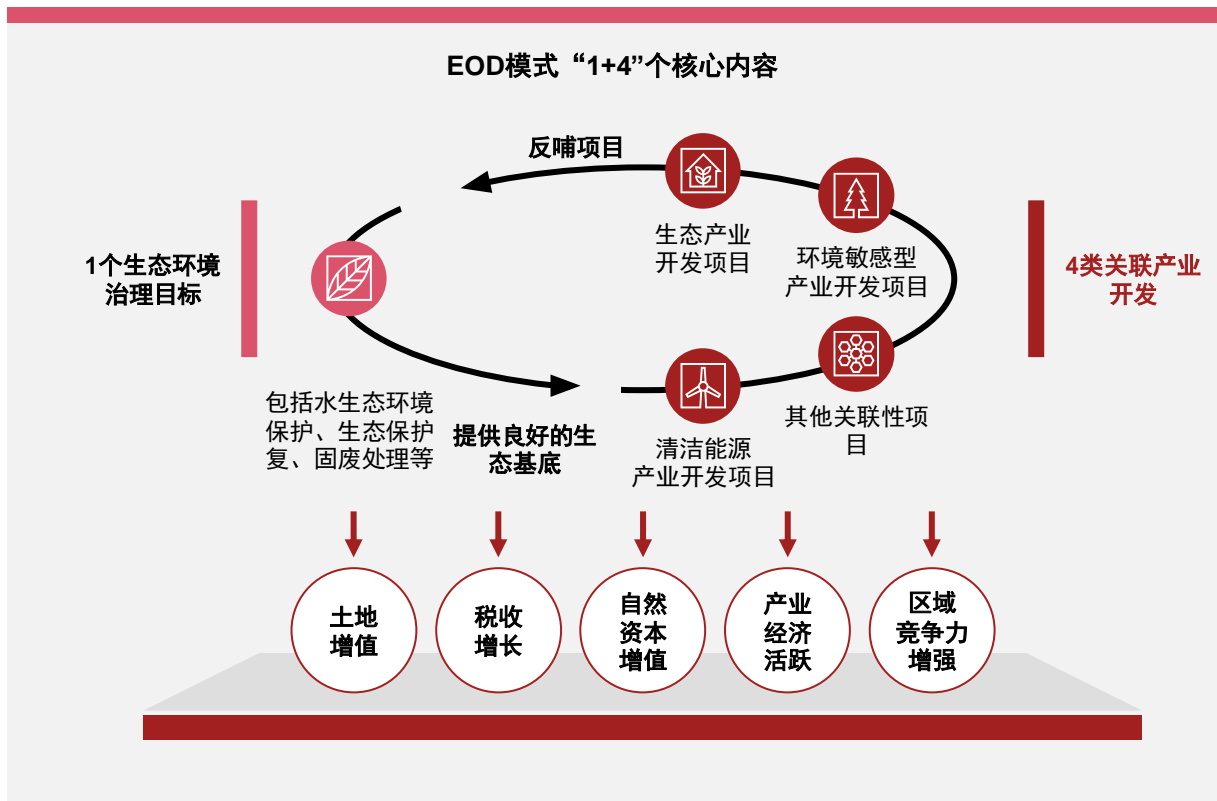 EOD模式“1+4”个核心内容
反哺项目
生态产业
开发项目
环境敏感型
产业开发项目
1个生态环境
治理目标
4类关联产业
开发
包括水生态环境
保护、生态保护
复、固废处理等
提供良好的生
态基底
清洁能源
产业开发项目
其他关联性项
目
土地
增值
税收
增长
自然
资本
增值
产业
经济
活跃
区域
竞争力
增强